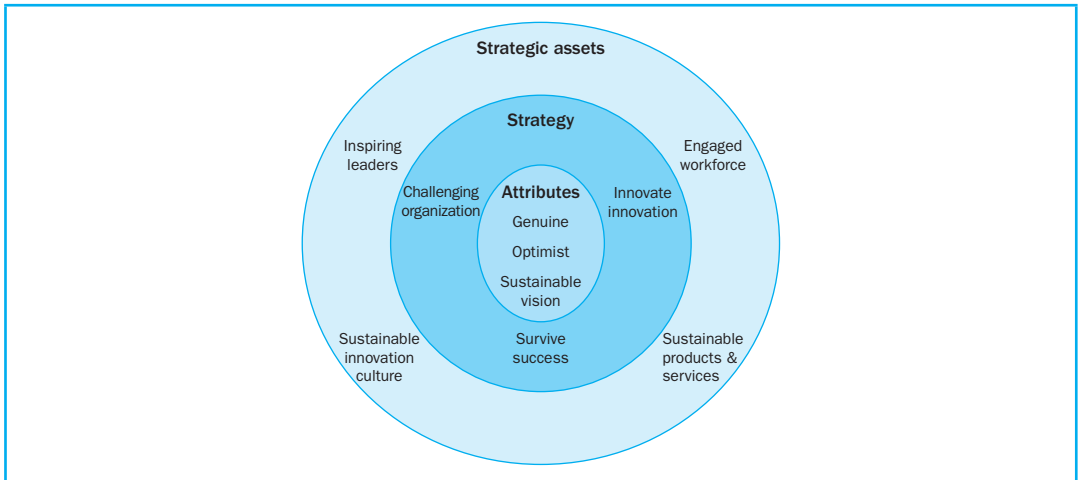 Strategic assets
Strategy
Inspiring
leaders
Engaged
workforce
Challenging
organization
Attributes
Genuine
Optimist
Sustainable
vision
Innovate
innovation
Sustainable
innovation
culture
Survive
success
Sustainable
products &
services